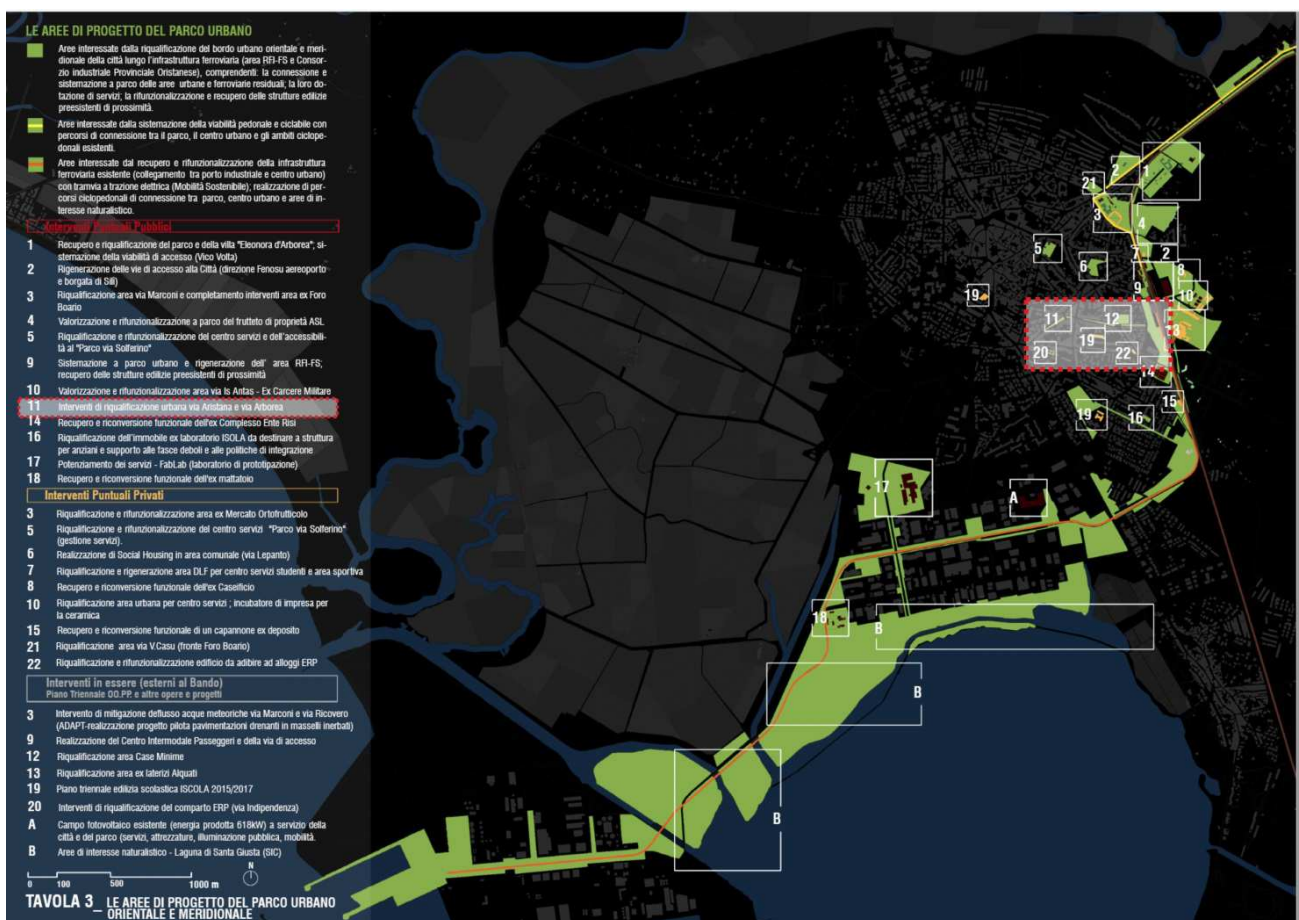 LE AREE DI PROGETTO DEL PARCO URBANO
Aree interessate dalla riqualificazione del bordo urbano orientale e meri-
dionale della città lungo l'infrastruttura ferroviaria (area RFI-FS e Consor-
zio industriale Provinciale Oristanese), comprendenti: la connessione e
sistemazione a parco delle aree urbane e ferroviarie residuali; la loro do-
tazione di servizi; la rifunzionalizzazione e recupero delle strutture edilizie
preesistenti di prossimità.
Aree interessate dalla sistemazione della viabilità pedonale e ciclabile con
percorsi di connessione tra il parco, il centro urbano e gli ambiti ciclope-
donali esistenti.
Aree interessate dal recupero e rifunzionalizzazione della infrastruttura
ferroviaria esistente (collegamento tra porto industriale e centro urbano)
con tramvia a trazione elettrica (Mobilità Sostenibile); realizzazione di per-
corsi ciclopedonali di connessione tra parco, centro urbano e aree di in-
teresse naturalistico.
Interventi Puntuali Pubblici
1 Recupero e riqualificazione del parco e della villa "Eleonora d'Arborea"; si-
stemazione della viabilità di accesso (Vico Volta)
2 Rigenerazione delle vie di accesso alla Città (direzione Fenosu aereoporto
e borgata di Silì)
3 Riqualificazione area via Marconi e completamento interventi area ex Foro
Boario
4 Valorizzazione e rifunzionalizzazione a parco del frutteto di proprietà ASL
5 Riqualificazione e rifunzionalizzazione del centro servizi e dell'accessibili-
tà al "Parco via Solferino"
9 Sistemazione a parco urbano e rigenerazione dell' area RFI-FS;
recupero delle strutture edilizie preesistenti di prossimità
10 Valorizzazione e rifunzionalizzazione area via Is Antas - Ex Carcere Militare
11 Interventi di riqualificazione urbana via Aristana e via Arborea
14 Recupero e riconversione funzionale dell'ex Complesso Ente Risi
16 Riqualificazione dell'immobile ex laboratorio ISOLA da destinare a struttura
per anziani e supporto alle fasce deboli e alle politiche di integrazione
17 Potenziamento dei servizi - FabLab (laboratorio di prototipazione)
18 Recupero e riconversione funzionale dell'ex mattatoio
Interventi Puntuali Privati
3 Riqualificazione e rifunzionalizzazione area ex Mercato Ortofrutticolo
5 Riqualificazione e rifunzionalizzazione del centro servizi "Parco via Solferino"
(gestione servizi).
6 Realizzazione di Social Housing in area comunale (via Lepanto)
7 Riqualificazione e rigenerazione area DLF per centro servizi studenti e area sportiva
8 Recupero e riconversione funzionale dell'ex Caseificio
10 Riqualificazione area urbana per centro servizi ; incubatore di impresa per
la ceramica
15 Recupero e riconversione funzionale di un capannone ex deposito
21 Riqualificazione area via V.Casu (fronte Foro Boario)
22 Riqualificazione e rifunzionalizzazione edificio da adibire ad alloggi ERP
Interventi in essere (esterni al Bando)
Piano Triennale OO.PP. e altre opere e progetti
3 Intervento di mitigazione deflusso acque meteoriche via Marconi e via Ricovero
(ADAPT-realizzazione progetto pilota pavimentazioni drenanti in masselli inerbati)
9 Realizzazione del Centro Intermodale Passeggeri e della via di accesso
12 Riqualificazione area Case Minime
13 Riqualificazione area ex laterizi Alquati
19 Piano triennale edilizia scolastica ISCOLA 2015/2017
20 Interventi di riqualificazione del comparto ERP (via Indipendenza)
A Campo fotovoltaico esistente (energia prodotta 618kW) a servizio della
città e del parco (servizi, attrezzature, illuminazione pubblica, mobilità.
B Aree di interesse naturalistico - Laguna di Santa Giusta (SIC)
N
0 100 500 1000 m
TAVOLA 3_ LE AREE DI PROGETTO DEL PARCO URBANO
ORIENTALE E MERIDIONALE
2 1
21
3
4
5
6
7 2
8
9
10
19
11 12
13
19
20 22
15
19 16
17
A
18
B
B
B